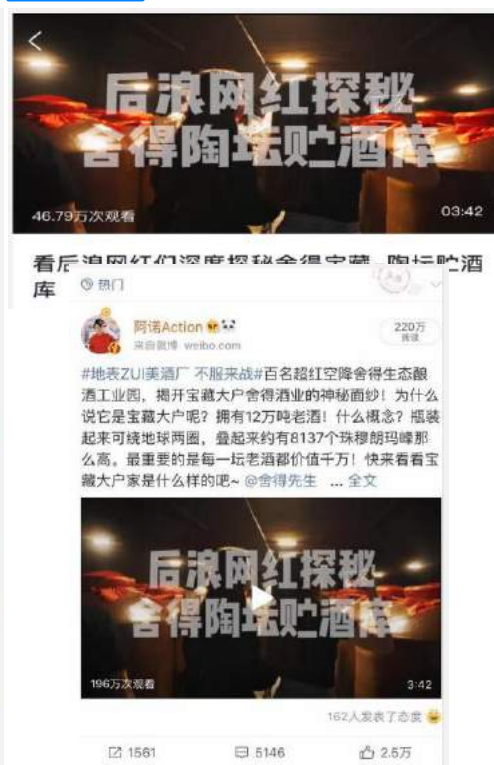 后浪网红探秘
舍得陶坛贮酒库
46.79万次观看
03:42
看后浪网红们深度探秘舍得宝藏-陶坛贮酒
库
热门
阿诺Action
220万
阅读
来自微博 weibo.com
#地表ZUI美酒厂 不服来战#百名超红空降舍得生态酿
酒工业园，揭开宝藏大户舍得酒业的神秘面纱！为什么
说它是宝藏大户呢？拥有12万吨老酒！什么概念？瓶装
起来可绕地球两圈，叠起来约有8137个珠穆朗玛峰那
么高。最重要的是每一坛老酒都价值千万！快来看看宝
藏大户家是什么样的吧~ @舍得先生 ... 全文
后浪网红探秘
舍得陶坛贮酒库
196万次观看
3:42
162人发表了态度
1561
5146
2.5万